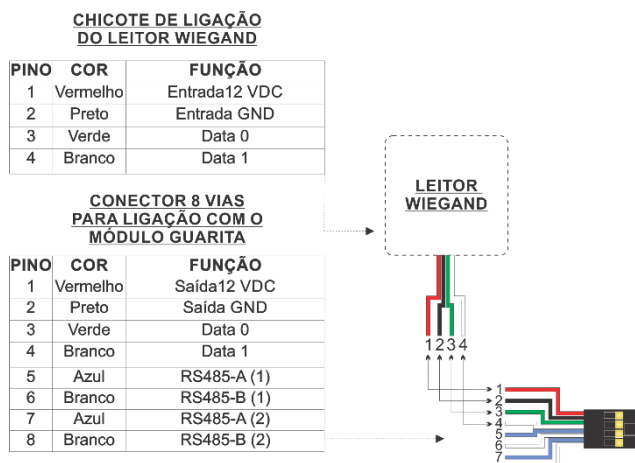 CHICOTE DE LIGAÇÃO
DO LEITOR WIEGAND
PINO COR FUNÇÃO
1 Vermelho Entrada12 VDC
2 Preto Entrada GND
3 Verde Data 0
4 Branco Data 1
CONECTOR 8 VIAS
PARA LIGAÇÃO COM O
MÓDULO GUARITA
PINO COR FUNÇÃO
1 Vermelho Saída12 VDC
2 Preto Saída GND
3 Verde Data 0
4 Branco Data 1
5 Azul RS485-A (1)
6 Branco RS485-B (1)
7 Azul RS485-A (2)
8 Branco RS485-B (2)
LEITOR
WIEGAND
1 2 3 4
1
2
3
4
5
6
7